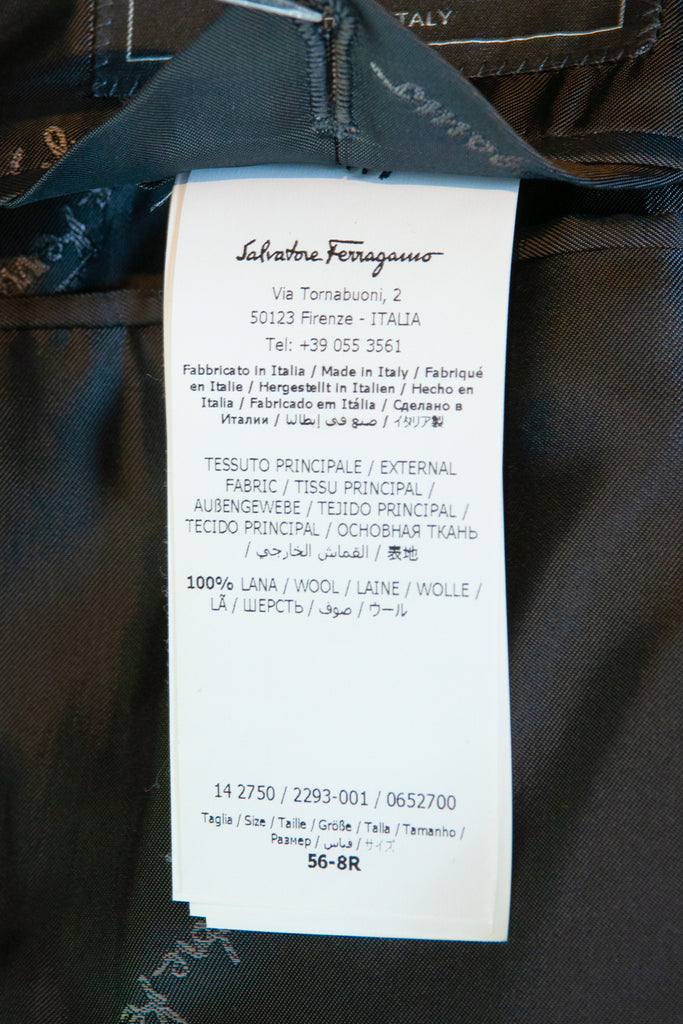 ITALY
Salvatore Ferragamo
Via Tornabuoni, 2
50123 Firenze - ITALIA
Tel: +39 055 3561
Fabbricato in Italia / Made in Italy / Fabriqué
en Italie / Hergestellt in Italien / Hecho en
Italia / Fabricado em Itália / Сделано в
Италии / صنع في إيطاليا / イタリア製
TESSUTO PRINCIPALE / EXTERNAL
FABRIC / TISSU PRINCIPAL /
AUßENGEWEBE / TEJIDO PRINCIPAL /
TECIDO PRINCIPAL / ОСНОВНАЯ ТКАНЬ
/ القماش الخارجي / 表地
100% LANA / WOOL / LAINE / WOLLE /
LÃ / ШЕРСТЬ / صوف / ウール
14 2750 / 2293-001 / 0652700
Taglia / Size / Taille / Größe / Talla / Tamanho /
Размер / قياس / サイズ
56-8R